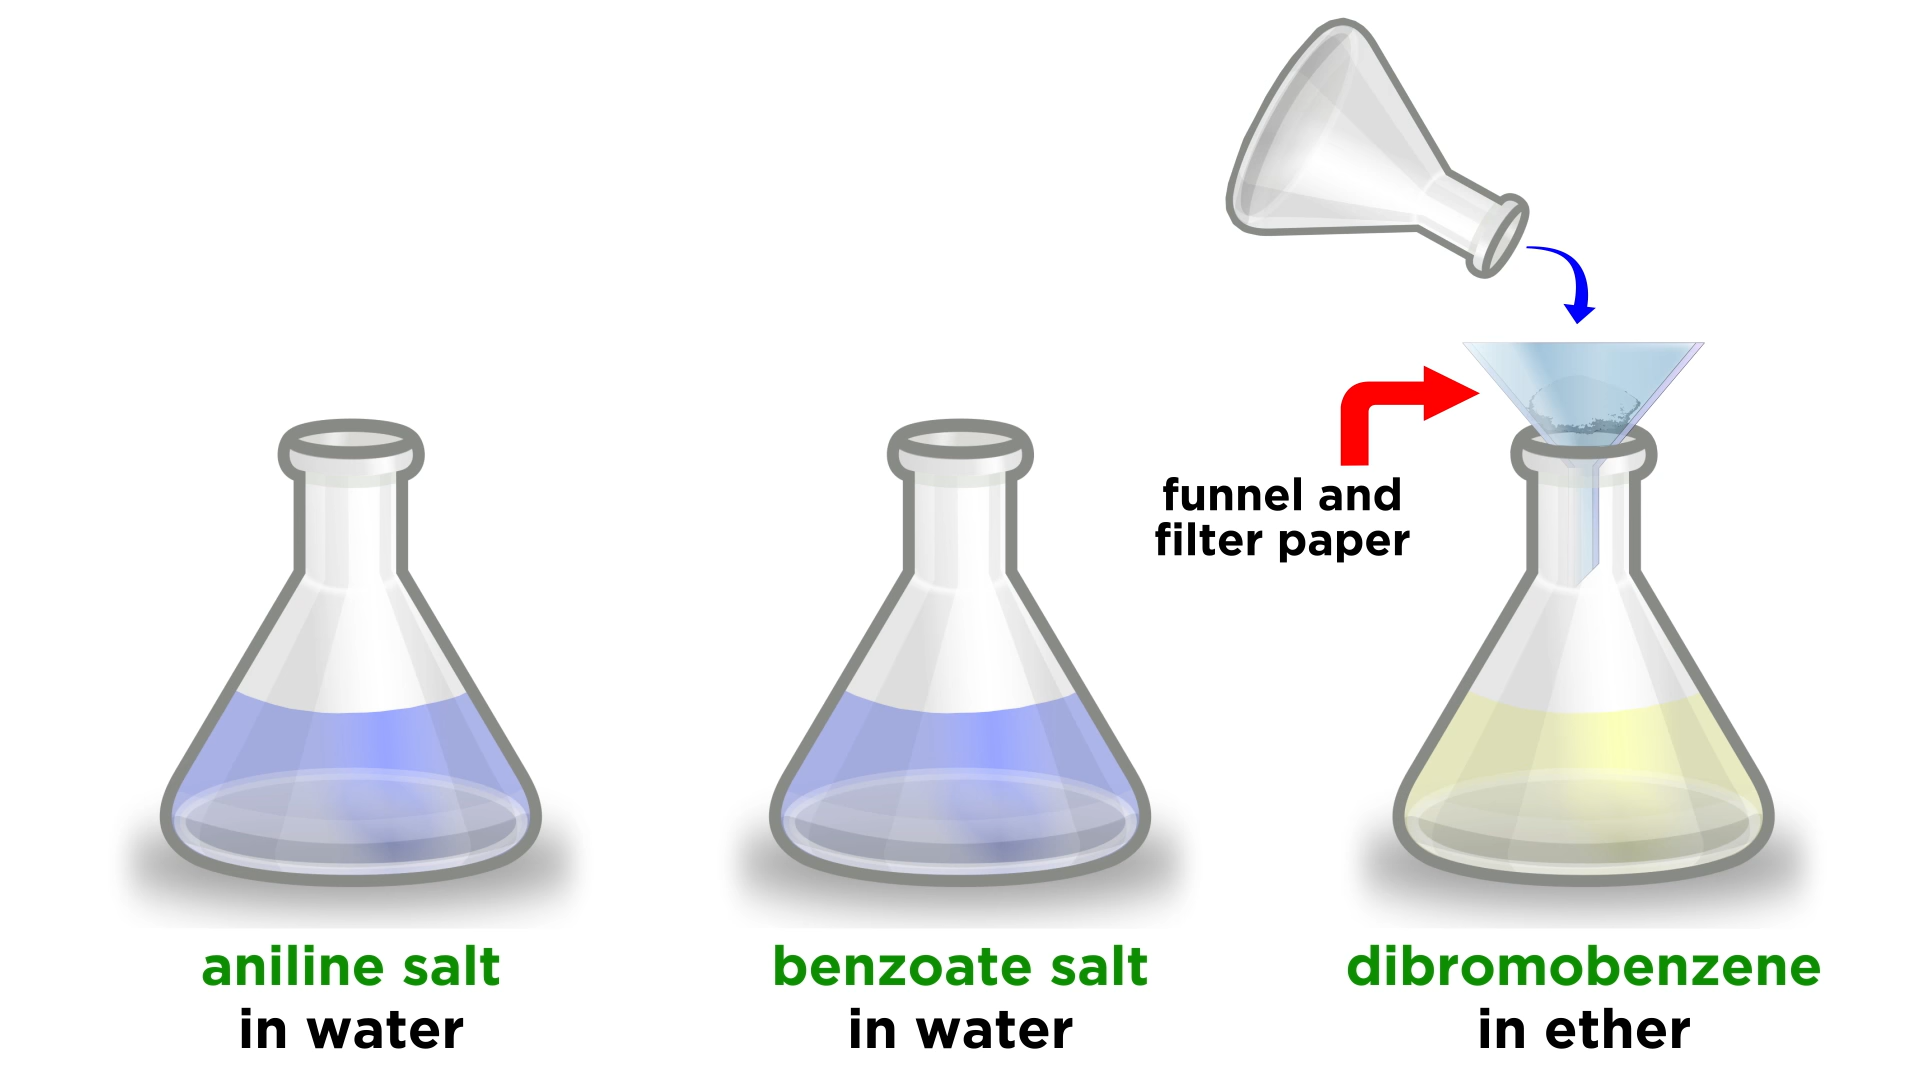 funnel and
filter paper
aniline salt
in water
benzoate salt
in water
dibromobenzene
in ether